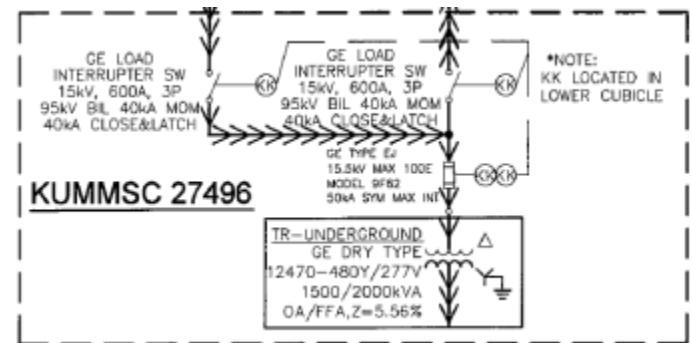 GE LOAD
INTERRUPTER SW
15kV, 600A, 3P
95kV BIL 40kA MOM
40kA CLOSE&LATCH
KK
GE LOAD
INTERRUPTER SW
15kV, 600A, 3P
95kV BIL 40kA MOM
40kA CLOSE&LATCH
KK
*NOTE:
KK LOCATED IN
LOWER CUBICLE
GE TYPE EJ
15.5kV MAX 100E
MODEL 9F62
50kA SYM MAX INT
KK KK
KUMMSC 27496
TR-UNDERGROUND
GE DRY TYPE
12470-480Y/277V
1500/2000kVA
OA/FFA,Z=5.56%